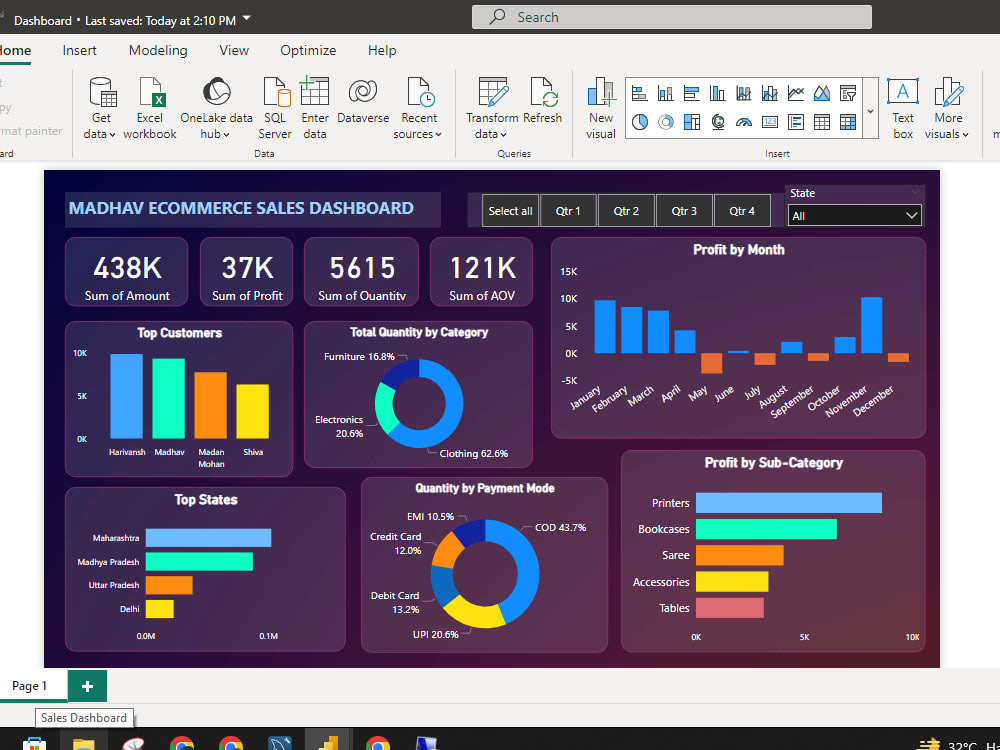 Dashboard • Last saved: Today at 2:10 PM
Search
Home Insert Modeling View Optimize Help
Get data
Excel workbook
OneLake data hub
SQL Server
Enter data
Dataverse
Recent sources
Transform data
Refresh
New visual
123
A
Text box
More visuals
mat painter
Data
Queries
Insert
MADHAV ECOMMERCE SALES DASHBOARD
Select all Qtr 1 Qtr 2 Qtr 3 Qtr 4
State
All
438K
Sum of Amount
37K
Sum of Profit
5615
Sum of Quantity
121K
Sum of AOV
Profit by Month
15K
10K
5K
0K
-5K
January February March April May June July August September October November December
Top Customers
10K
5K
0K
Harivansh Madhav Madan Mohan Shiva
Total Quantity by Category
Furniture 16.8%
Electronics
20.6%
Clothing 62.6%
Top States
Maharashtra
Madhya Pradesh
Uttar Pradesh
Delhi
0.0M 0.1M
Quantity by Payment Mode
EMI 10.5%
COD 43.7%
Credit Card
12.0%
Debit Card
13.2%
UPI 20.6%
Profit by Sub-Category
Printers
Bookcases
Saree
Accessories
Tables
0K 5K 10K
Page 1
+
Sales Dashboard
32°C